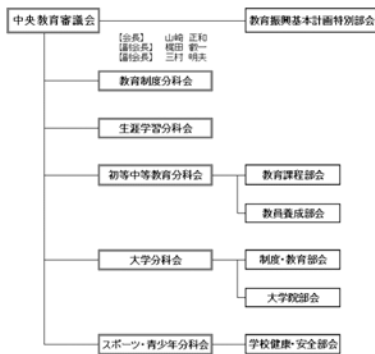 中央教育審議会
教育振興基本計画特別部会
【会長】 山崎 正和
【副会長】 梶田 叡一
【副会長】 三村 明夫
教育制度分科会
生涯学習分科会
初等中等教育分科会
教育課程部会
教員養成部会
大学分科会
制度・教育部会
大学院部会
スポーツ・青少年分科会
学校健康・安全部会